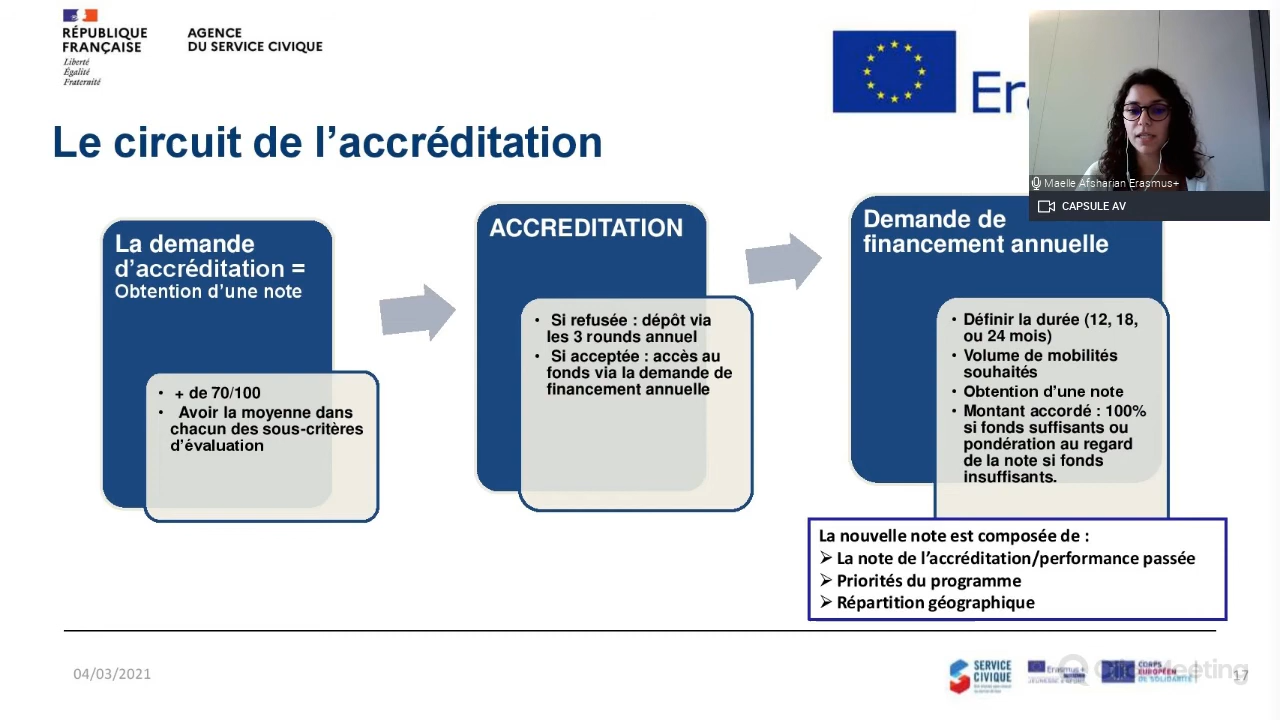 RÉPUBLIQUE
FRANÇAISE
Liberté
Égalité
Fraternité
AGENCE
DU SERVICE CIVIQUE
Le circuit de l’accréditation
Maelle Afsharian Erasmus+
CAPSULE AV
La demande
d’accréditation =
Obtention d’une note
• + de 70/100
• Avoir la moyenne dans
chacun des sous-critères
d’évaluation
ACCREDITATION
• Si refusée : dépôt via
les 3 rounds annuel
• Si acceptée : accès au
fonds via la demande de
financement annuelle
Demande de
financement annuelle
• Définir la durée (12, 18,
ou 24 mois)
• Volume de mobilités
souhaités
• Obtention d’une note
• Montant accordé : 100%
si fonds suffisants ou
pondération au regard
de la note si fonds
insuffisants.
La nouvelle note est composée de :
➢ La note de l’accréditation/performance passée
➢ Priorités du programme
➢ Répartition géographique
04/03/2021
SERVICE
CIVIQUE
Erasmus+
CORPS
EUROPÉEN
DE SOLIDARITÉ
ClickMeeting
17